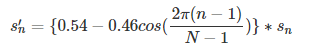 s′ₙ = {0.54 − 0.46cos(2π(n − 1)/(N − 1))} ∗ sₙ